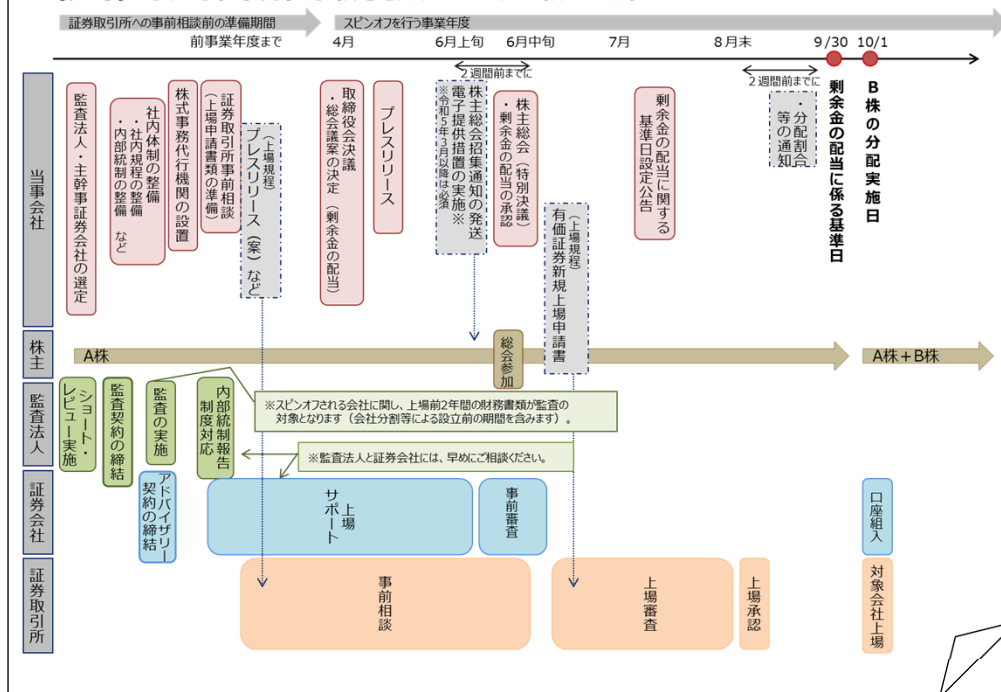 証券取引所への事前相談前の準備期間
スピンオフを行う事業年度
前事業年度まで
4月
6月上旬
6月中旬
7月
8月末
9/30
10/1
2週間前までに
2週間前までに
当事会社
監査法人・主幹事証券会社の選定
社内体制の整備
・社内規程の整備
・内部統制の整備 など
株式事務代行機関の設置
証券取引所事前相談
(上場申請書類の準備)
(上場規程)
プレスリリース(案)など
取締役会決議
・総会議案の決定(剰余金の配当)
プレスリリース
株主総会招集通知の発送
電子提供措置の実施※
※令和5年3月以降は必須
株主総会(特別決議)
・剰余金の配当の承認
(上場規程)
有価証券新規上場申請書
剰余金の配当に関する
基準日設定公告
・分配割合
等の通知
剰余金の配当に係る基準日
B株の分配実施日
株主
A株
総会参加
A株+B株
監査法人
ショート・
レビュー実施
監査契約の締結
監査の実施
内部統制報告
制度対応
※スピンオフされる会社に関し、上場前2年間の財務書類が監査の
対象となります(会社分割等による設立前の期間を含みます)。
※監査法人と証券会社には、早めにご相談ください。
証券会社
アドバイザリー
契約の締結
上場
サポート
事前審査
口座組入
証券取引所
事前相談
上場審査
上場承認
対象会社上場